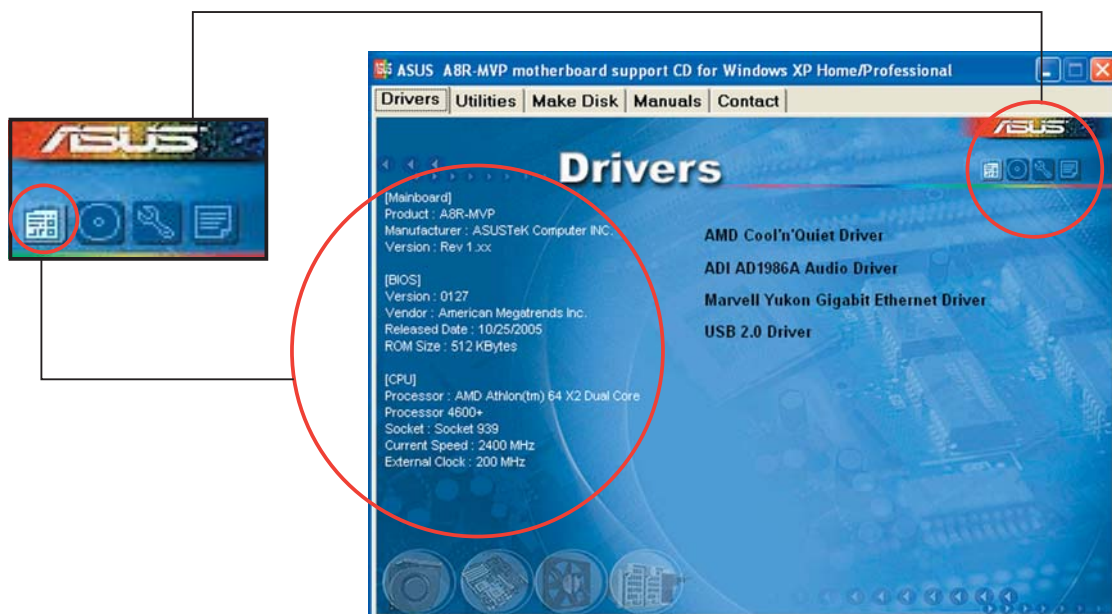 ASUS
ASUS A8R-MVP motherboard support CD for Windows XP Home/Professional
Drivers Utilities Make Disk Manuals Contact
ASUS
Drivers
[Mainboard]
Product : A8R-MVP
Manufacturer : ASUSTeK Computer INC.
Version : Rev 1.xx
[BIOS]
Version : 0127
Vendor : American Megatrends Inc.
Released Date : 10/25/2005
ROM Size : 512 KBytes
[CPU]
Processor : AMD Athlon(tm) 64 X2 Dual Core
Processor 4600+
Socket : Socket 939
Current Speed : 2400 MHz
External Clock : 200 MHz
AMD Cool'n'Quiet Driver
ADI AD1986A Audio Driver
Marvell Yukon Gigabit Ethernet Driver
USB 2.0 Driver